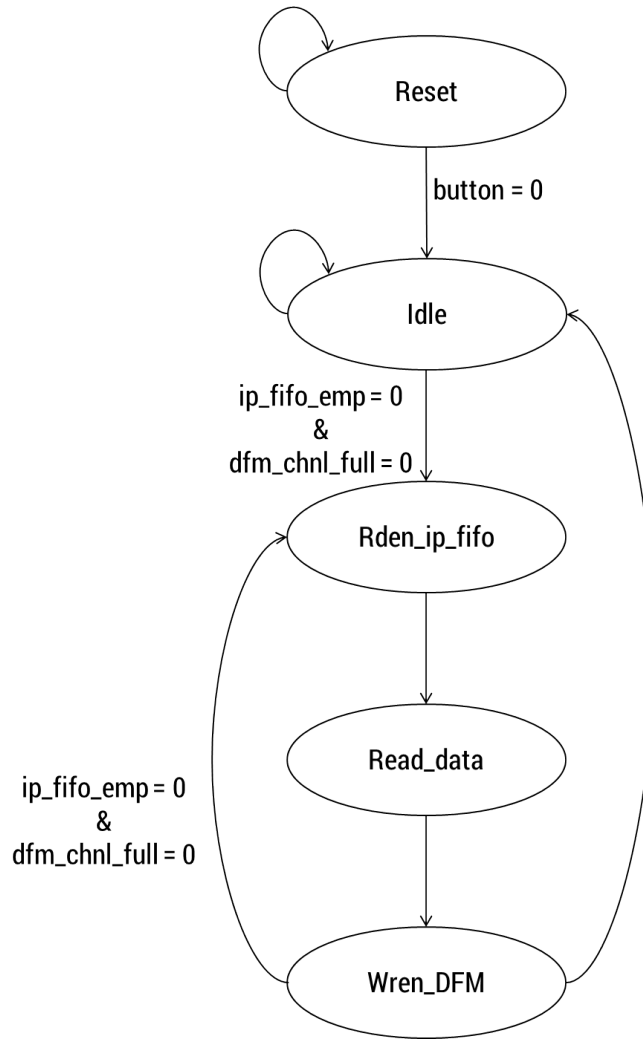 Reset
button = 0
Idle
ip_fifo_emp = 0
&
dfm_chnl_full = 0
Rden_ip_fifo
Read_data
ip_fifo_emp = 0
&
dfm_chnl_full = 0
Wren_DFM